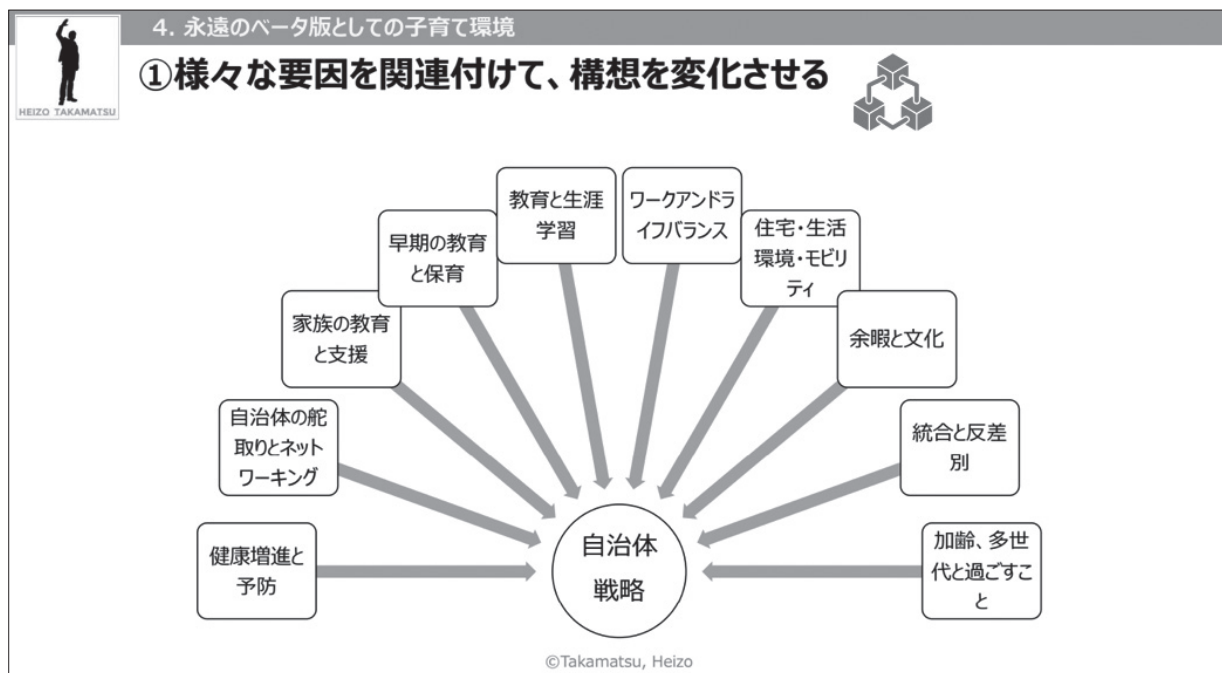 4. 永遠のベータ版としての子育て環境
HEIZO TAKAMATSU
①様々な要因を関連付けて、構想を変化させる
教育と生涯
学習
ワークアンドラ
イフバランス
早期の教育
と保育
住宅・生活
環境・モビリ
ティ
家族の教育
と支援
余暇と文化
自治体の舵
取りとネット
ワーキング
統合と反差
別
健康増進と
予防
自治体
戦略
加齢、多世
代と過ごすこ
と
©Takamatsu, Heizo